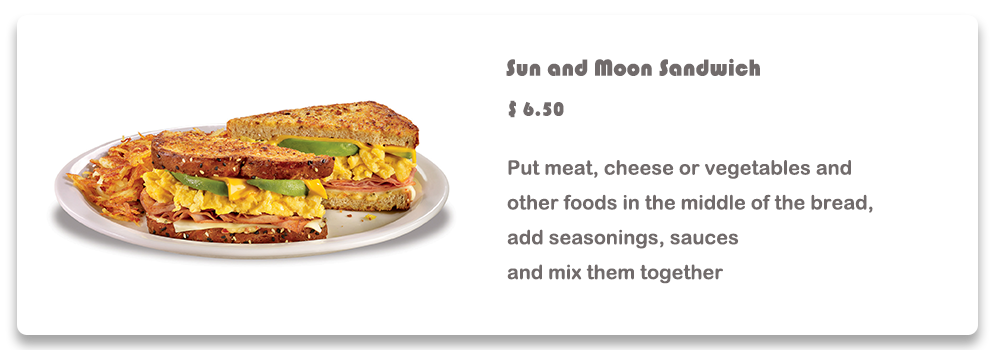 Sun and Moon Sandwich
$ 6.50
Put meat, cheese or vegetables and
other foods in the middle of the bread,
add seasonings, sauces
and mix them together